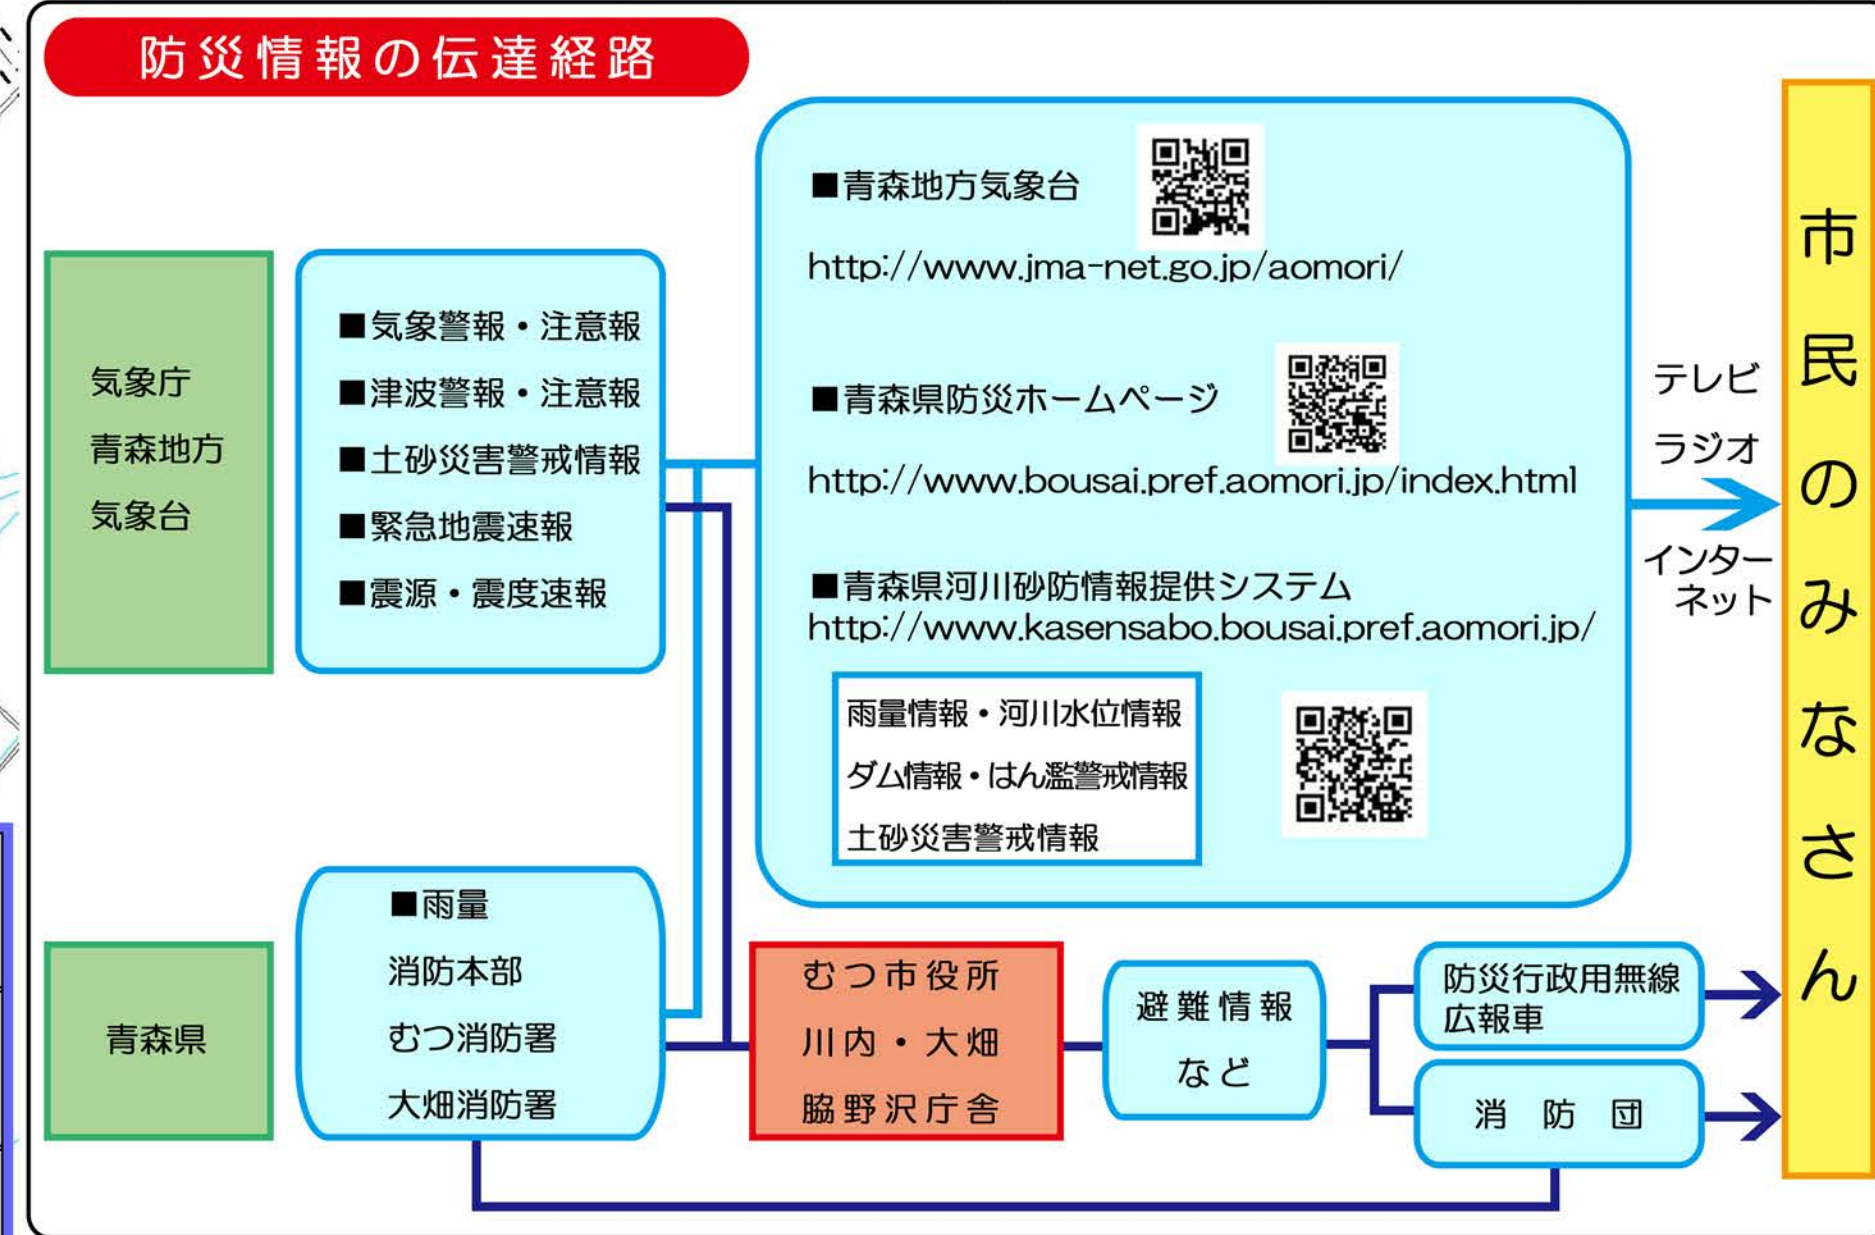 防災情報の伝達経路
気象庁
青森地方
気象台
■気象警報・注意報
■津波警報・注意報
■土砂災害警戒情報
■緊急地震速報
■震源・震度速報
■青森地方気象台
http://www.jma-net.go.jp/aomori/
■青森県防災ホームページ
http://www.bousai.pref.aomori.jp/index.html
■青森県河川砂防情報提供システム
http://www.kasensabo.bousai.pref.aomori.jp/
雨量情報・河川水位情報
ダム情報・はん濫警戒情報
土砂災害警戒情報
テレビ
ラジオ
インター
ネット
市民のみなさん
青森県
■雨量
消防本部
むつ消防署
大畑消防署
むつ市役所
川内・大畑
脇野沢庁舎
避難情報
など
防災行政用無線
広報車
消防団